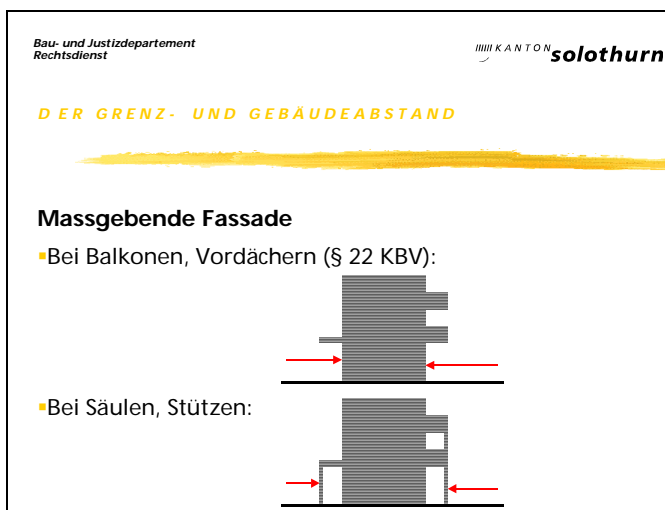 Bau- und Justizdepartement
Rechtsdienst
KANTON solothurn
DER GRENZ- UND GEBÄUDEABSTAND
Massgebende Fassade
▪Bei Balkonen, Vordächern (§ 22 KBV):
▪Bei Säulen, Stützen: